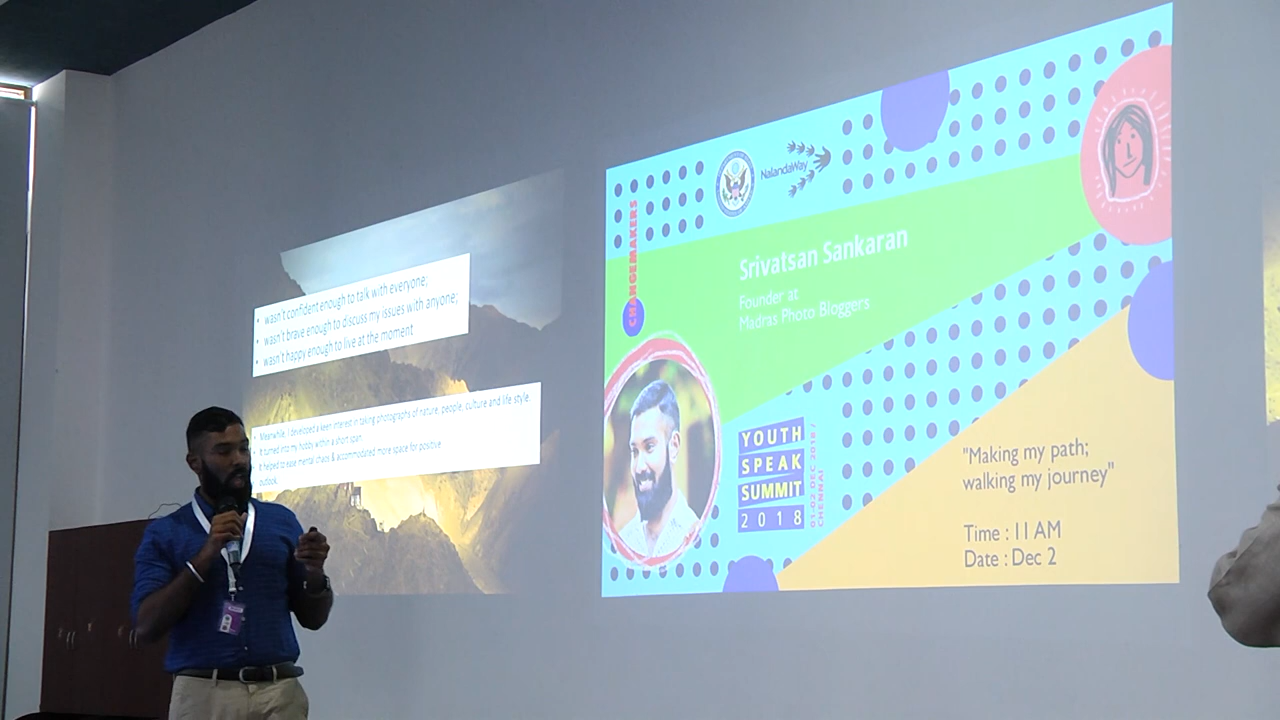 • wasn't confident enough to talk with everyone;
• wasn't brave enough to discuss my issues with anyone;
• wasn't happy enough to live at the moment
• Meanwhile, I developed a keen interest in taking photographs of nature, people, culture and life style.
• It turned into my hobby within a short span.
• It helped to ease mental chaos & accommodated more space for positive
outlook.
CHANGEMAKERS
NalandaWay
Srivatsan Sankaran
Founder at
Madras Photo Bloggers
YOUTH
SPEAK
SUMMIT
2018
01-02 DEC 2018 /
CHENNAI
"Making my path;
walking my journey"
Time : 11 AM
Date : Dec 2